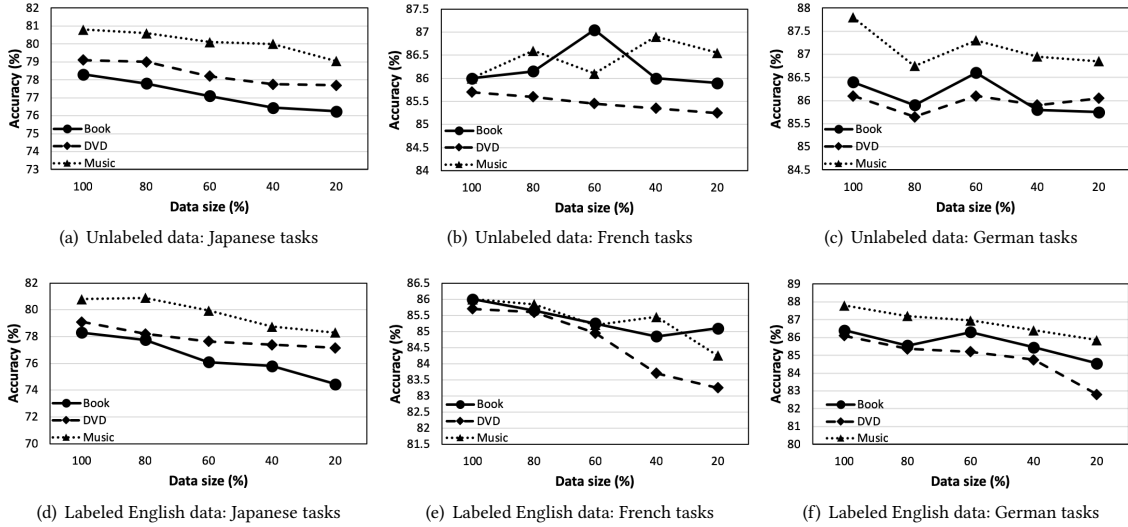 82
81
80
79
78
77
76
75
74
73
Accuracy (%)
Book
DVD
Music
100 80 60 40 20
Data size (%)
(a) Unlabeled data: Japanese tasks
87.5
87
86.5
86
85.5
85
84.5
84
Accuracy (%)
Book
DVD
Music
100 80 60 40 20
Data size (%)
(b) Unlabeled data: French tasks
88
87.5
87
86.5
86
85.5
85
84.5
Accuracy (%)
Book
DVD
Music
100 80 60 40 20
Data size (%)
(c) Unlabeled data: German tasks
82
80
78
76
74
72
70
Accuracy (%)
Book
DVD
Music
100 80 60 40 20
Data size (%)
(d) Labeled English data: Japanese tasks
86.5
86
85.5
85
84.5
84
83.5
83
82.5
82
81.5
Accuracy (%)
Book
DVD
Music
100 80 60 40 20
Data size (%)
(e) Labeled English data: French tasks
89
88
87
86
85
84
83
82
81
80
Accuracy (%)
Book
DVD
Music
100 80 60 40 20
Data size (%)
(f) Labeled English data: German tasks